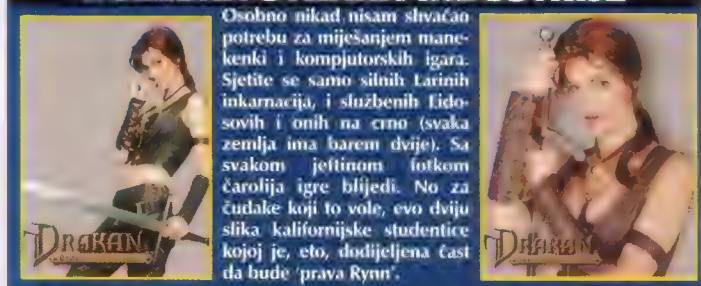 Osobno nikad nisam shvaćao
potrebu za miješanjem mane-
kenki i kompjutorskih igara.
Sjetite se samo silnih Larinih
inkarnacija, i službenih Eido-
sovih i onih na crno (svaka
zemlja ima barem dvije). Sa
svakom jeftinom fotkom
čarolija igre blijedi. No za
čudake koji to vole, evo dviju
slika kalifornijske studentice
kojoj je, eto, dodijeljena čast
da bude 'prava Rynn'.
DRAKAN
DRAKAN